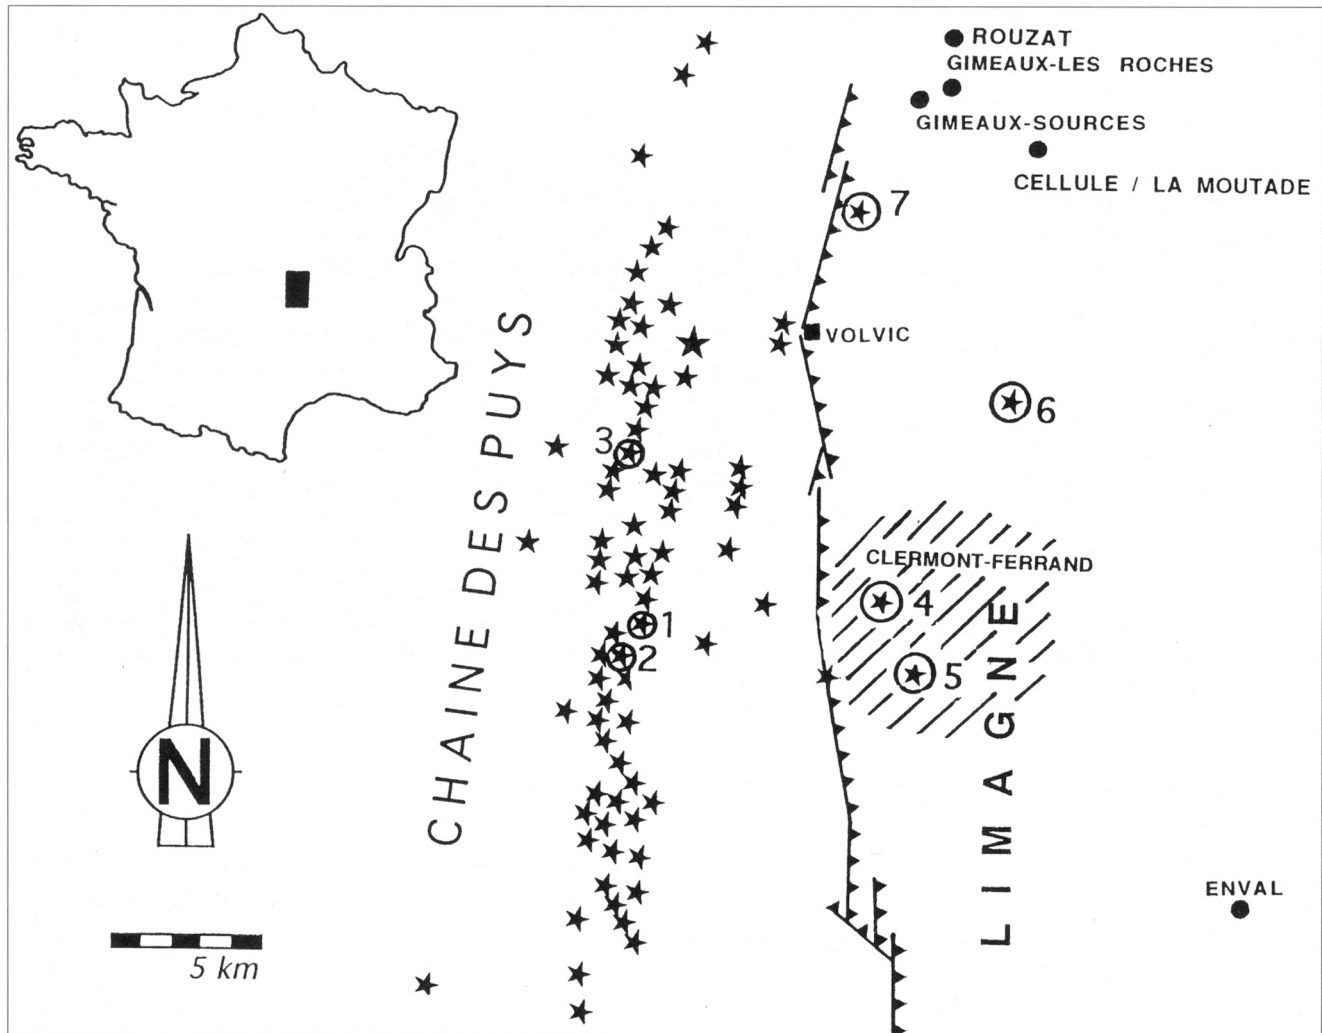 ROUZAT
GIMEAUX-LES ROCHES
GIMEAUX-SOURCES
CELLULE / LA MOUTADE
7
VOLVIC
6
3
CHAINE DES PUYS
CLERMONT-FERRAND
4
1
2
5
LIMAGNE
N
ENVAL
5 km